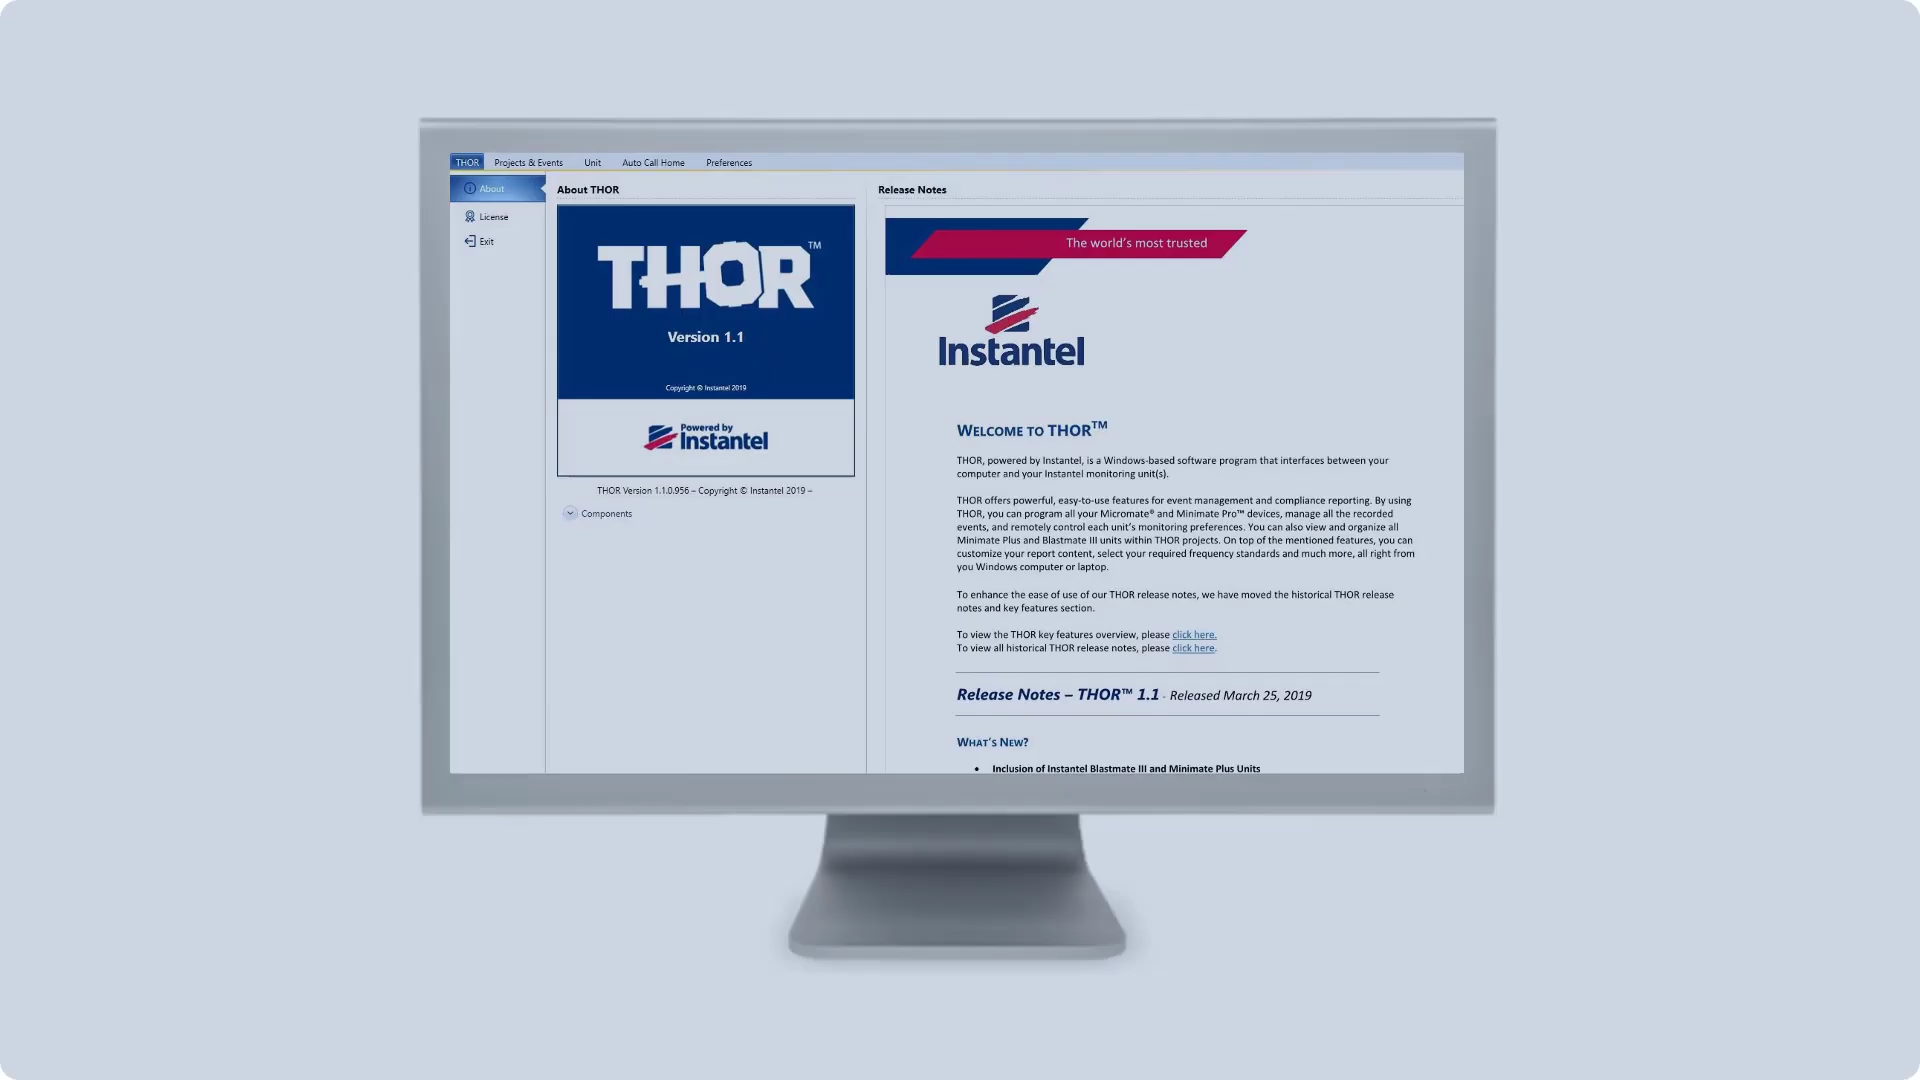 THOR Projects & Events Unit Auto Call Home Preferences
About
License
Exit
About THOR
THOR™
Version 1.1
Copyright © Instantel 2019
Powered by
Instantel
THOR Version 1.1.0.956 – Copyright © Instantel 2019 –
Components
Release Notes
The world's most trusted
Instantel
WELCOME TO THOR™
THOR, powered by Instantel, is a Windows-based software program that interfaces between your
computer and your Instantel monitoring unit(s).
THOR offers powerful, easy-to-use features for event management and compliance reporting. By using
THOR, you can program all your Micromate® and Minimate Pro™ devices, manage all the recorded
events, and remotely control each unit's monitoring preferences. You can also view and organize all
Minimate Plus and Blastmate III units within THOR projects. On top of the mentioned features, you can
customize your report content, select your required frequency standards and much more, all right from
you Windows computer or laptop.
To enhance the ease of use of our THOR release notes, we have moved the historical THOR release
notes and key features section.
To view the THOR key features overview, please click here.
To view all historical THOR release notes, please click here.
Release Notes – THOR™ 1.1 - Released March 25, 2019
WHAT'S NEW?
• Inclusion of Instantel Blastmate III and Minimate Plus Units